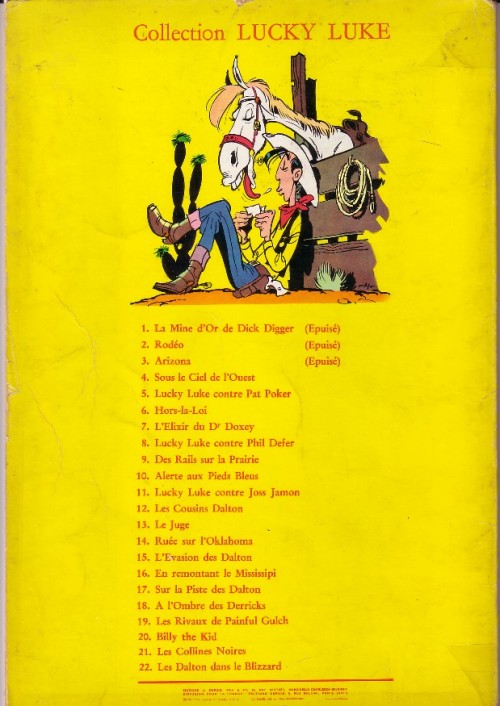 Collection LUCKY LUKE
1. La Mine d'Or de Dick Digger (Epuisé)
2. Rodéo (Epuisé)
3. Arizona (Epuisé)
4. Sous le Ciel de l'Ouest
5. Lucky Luke contre Pat Poker
6. Hors-la-Loi
7. L'Elixir du Dr Doxey
8. Lucky Luke contre Phil Defer
9. Des Rails sur la Prairie
10. Alerte aux Pieds Bleus
11. Lucky Luke contre Joss Jamon
12. Les Cousins Dalton
13. Le Juge
14. Ruée sur l'Oklahoma
15. L'Evasion des Dalton
16. En remontant le Mississipi
17. Sur la Piste des Dalton
18. A l'Ombre des Derricks
19. Les Rivaux de Painful Gulch
20. Billy the Kid
21. Les Collines Noires
22. Les Dalton dans le Blizzard